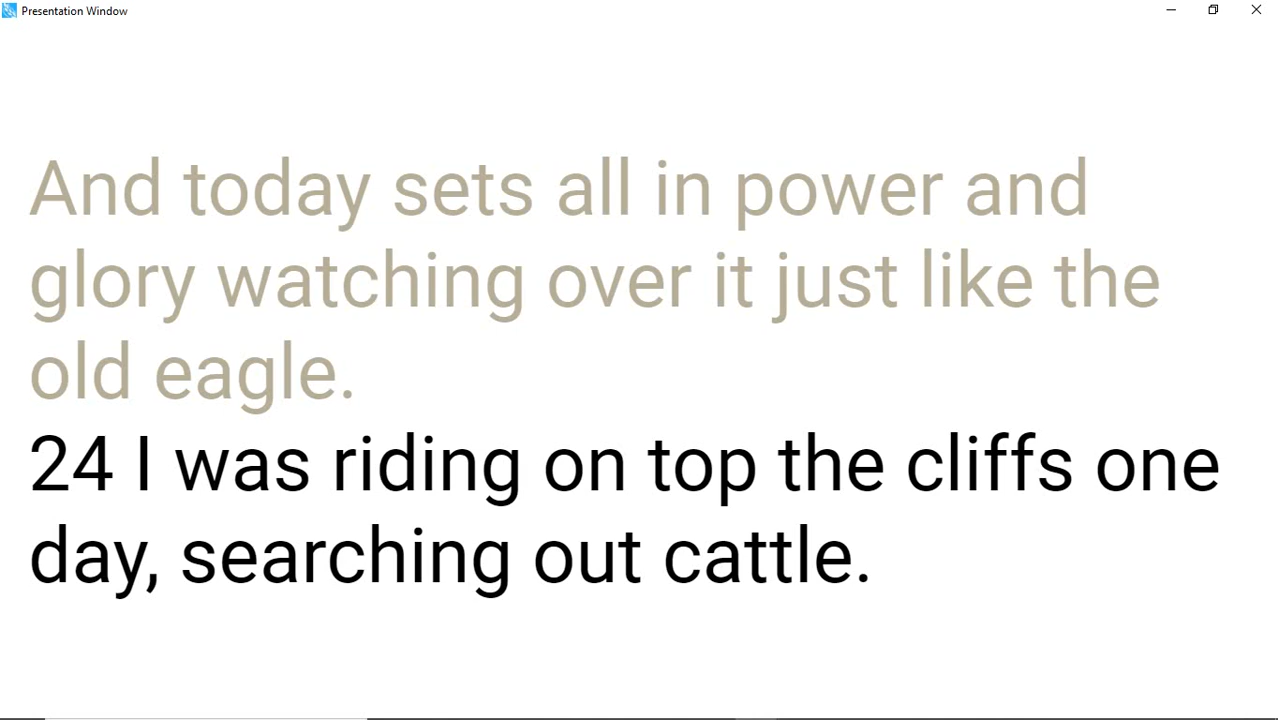 Presentation Window
And today sets all in power and
glory watching over it just like the
old eagle.
24 I was riding on top the cliffs one
day, searching out cattle.